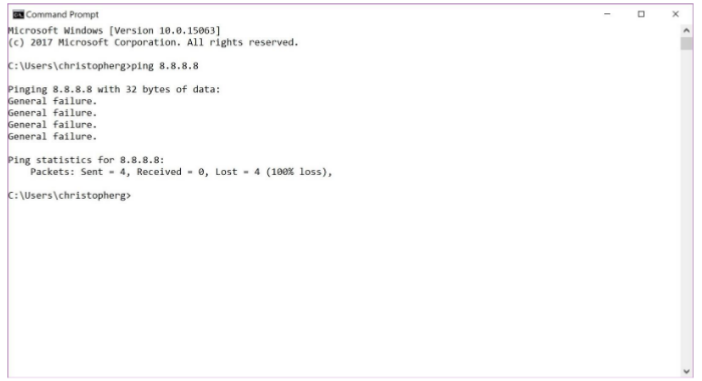 Command Prompt
Microsoft Windows [Version 10.0.15063]
(c) 2017 Microsoft Corporation. All rights reserved.
C:\Users\christopherg>ping 8.8.8.8
Pinging 8.8.8.8 with 32 bytes of data:
General failure.
General failure.
General failure.
General failure.
Ping statistics for 8.8.8.8:
Packets: Sent = 4, Received = 0, Lost = 4 (100% loss),
C:\Users\christopherg>